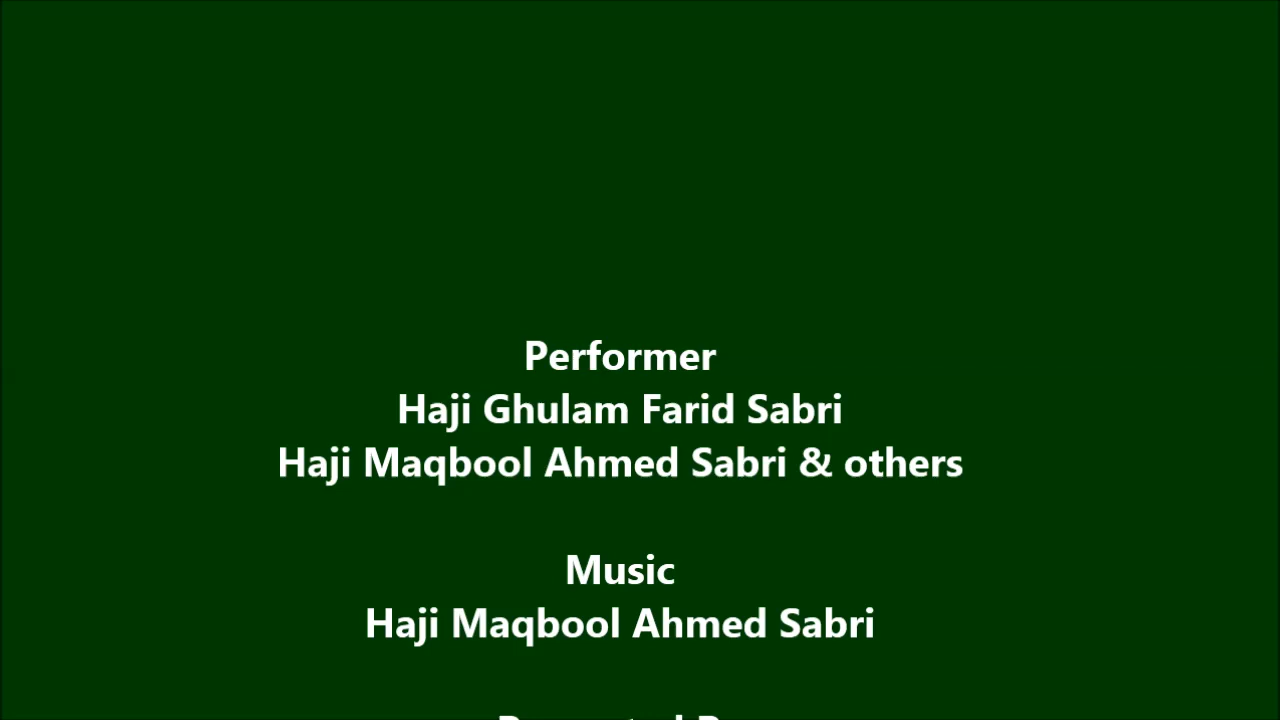 Performer
Haji Ghulam Farid Sabri
Haji Maqbool Ahmed Sabri & others
Music
Haji Maqbool Ahmed Sabri